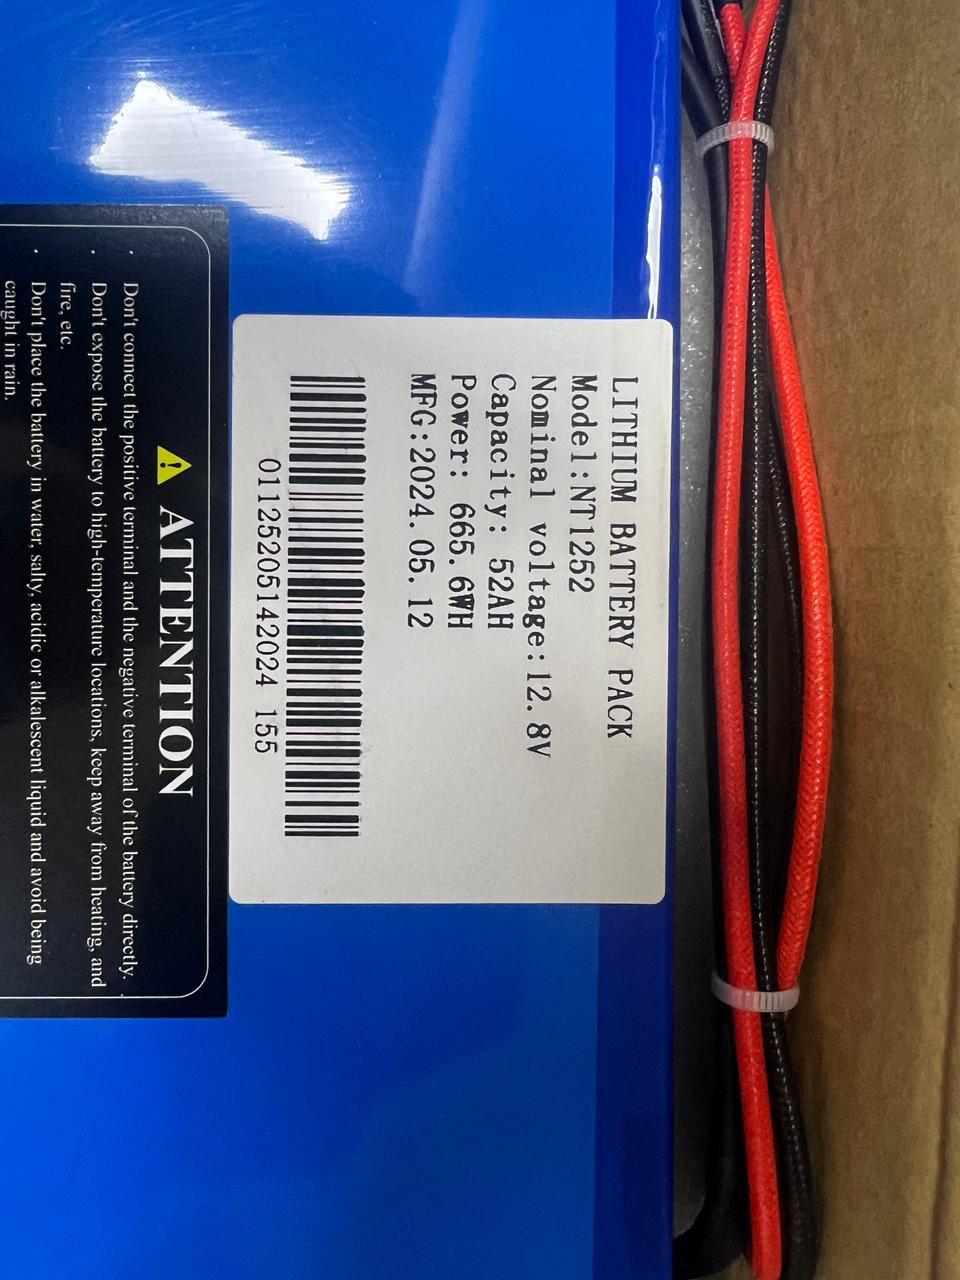 LITHIUM BATTERY PACK
Model:NT1252
Nominal voltage:12.8V
Capacity: 52AH
Power: 665.6WH
MFG:2024.05.12
01125205142024 155
ATTENTION
· Don't connect the positive terminal and the negative terminal of the battery directly.
· Don't expose the battery to high-temperature locations, keep away from heating, and
fire, etc.
· Don't place the battery in water, salty, acidic or alkalescent liquid and avoid being
caught in rain.